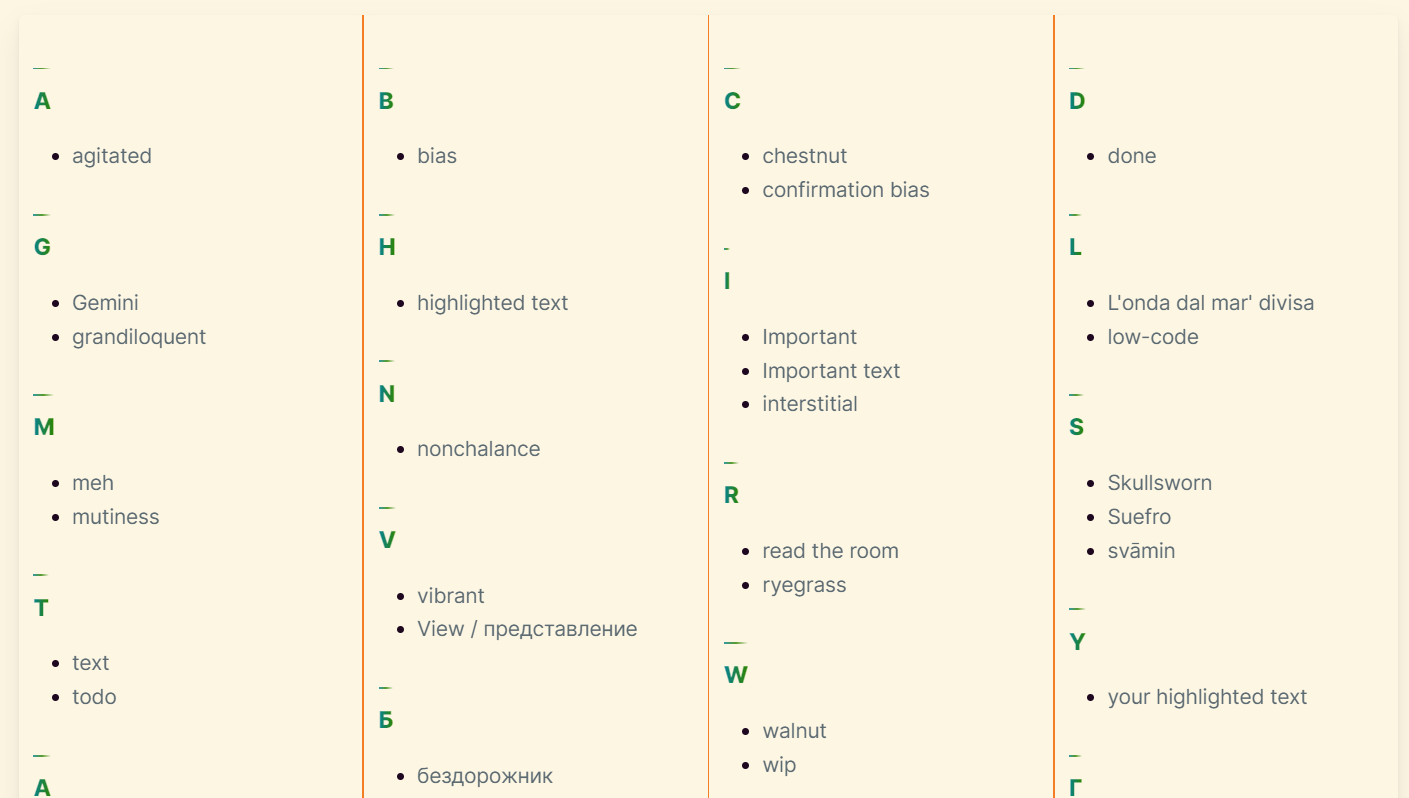 A
agitated
G
Gemini
grandiloquent
M
meh
mutiness
T
text
todo
А
B
bias
H
highlighted text
N
nonchalance
V
vibrant
View / представление
Б
бездорожник
C
chestnut
confirmation bias
I
Important
Important text
interstitial
R
read the room
ryegrass
W
walnut
wip
D
done
L
L'onda dal mar' divisa
low-code
S
Skullsworn
Suefro
svāmin
Y
your highlighted text
Г